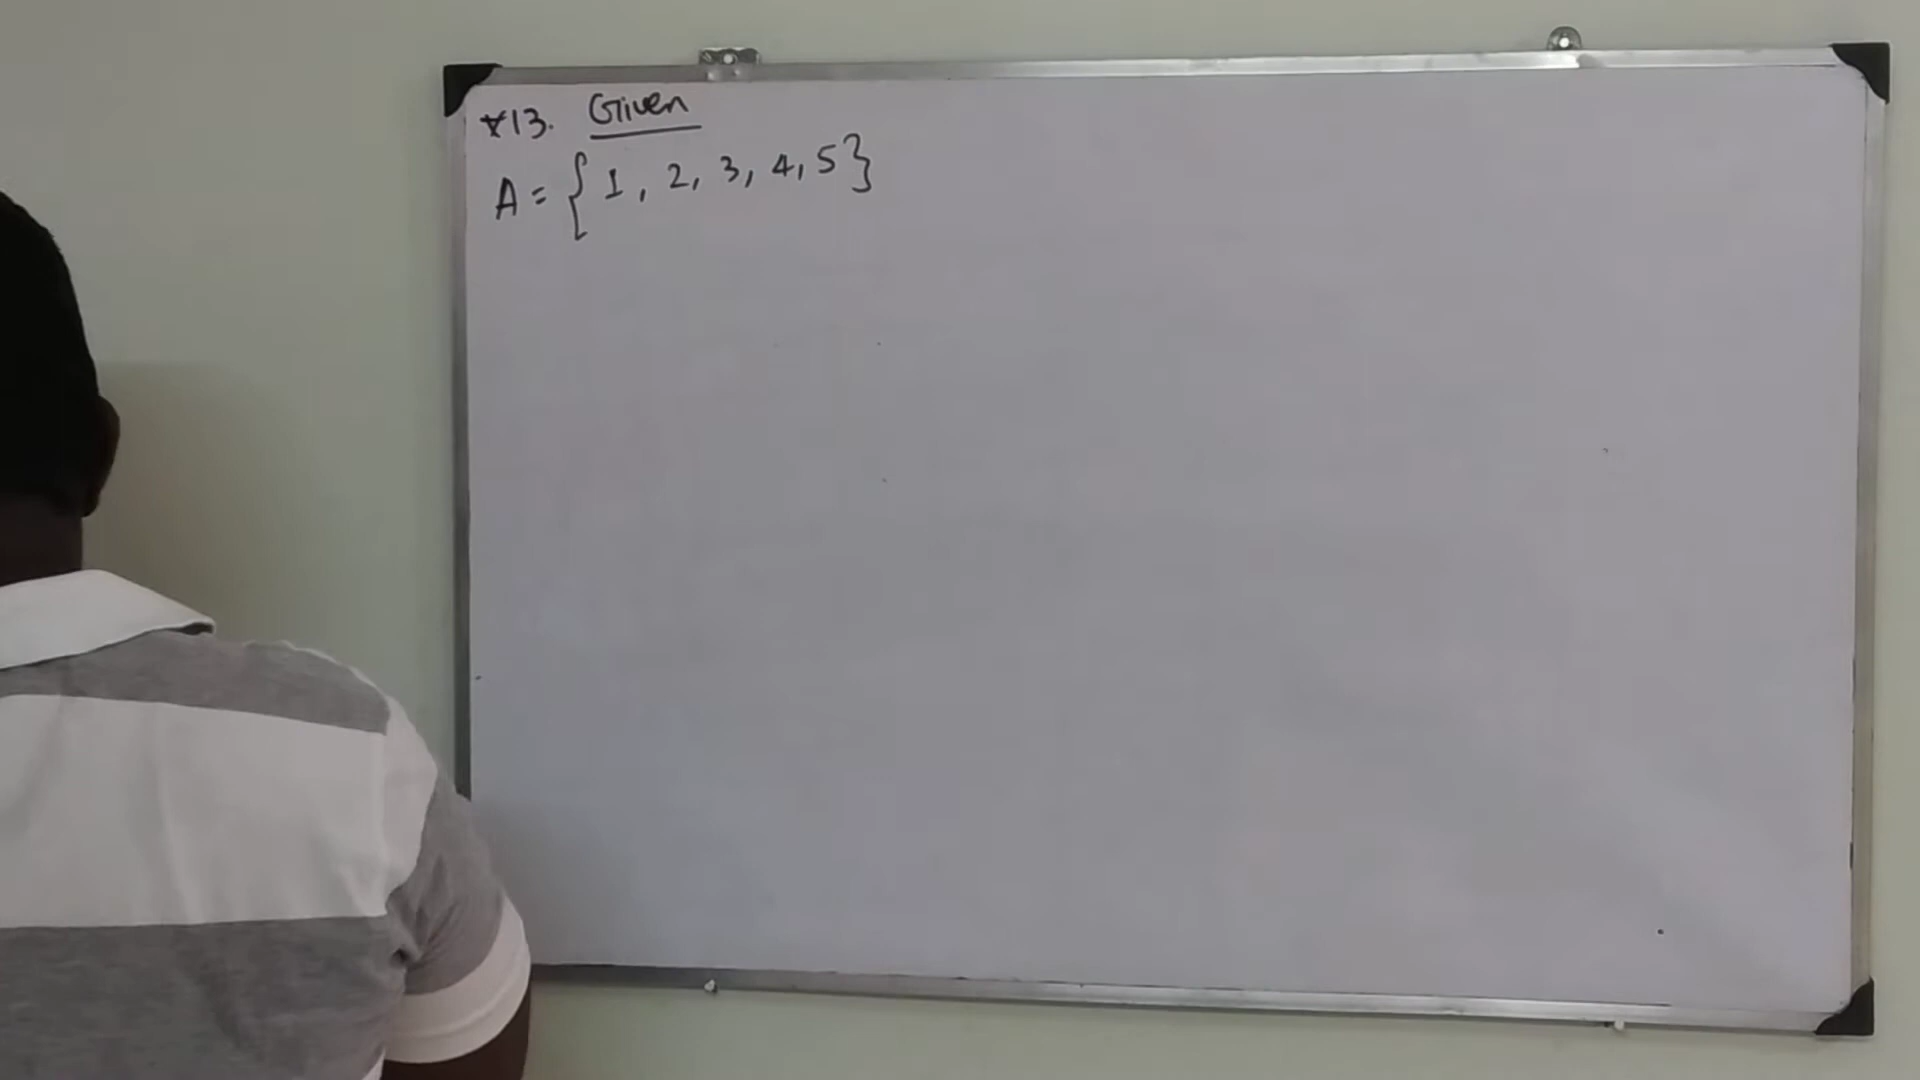 *13. Given
A = { 1, 2, 3, 4, 5}